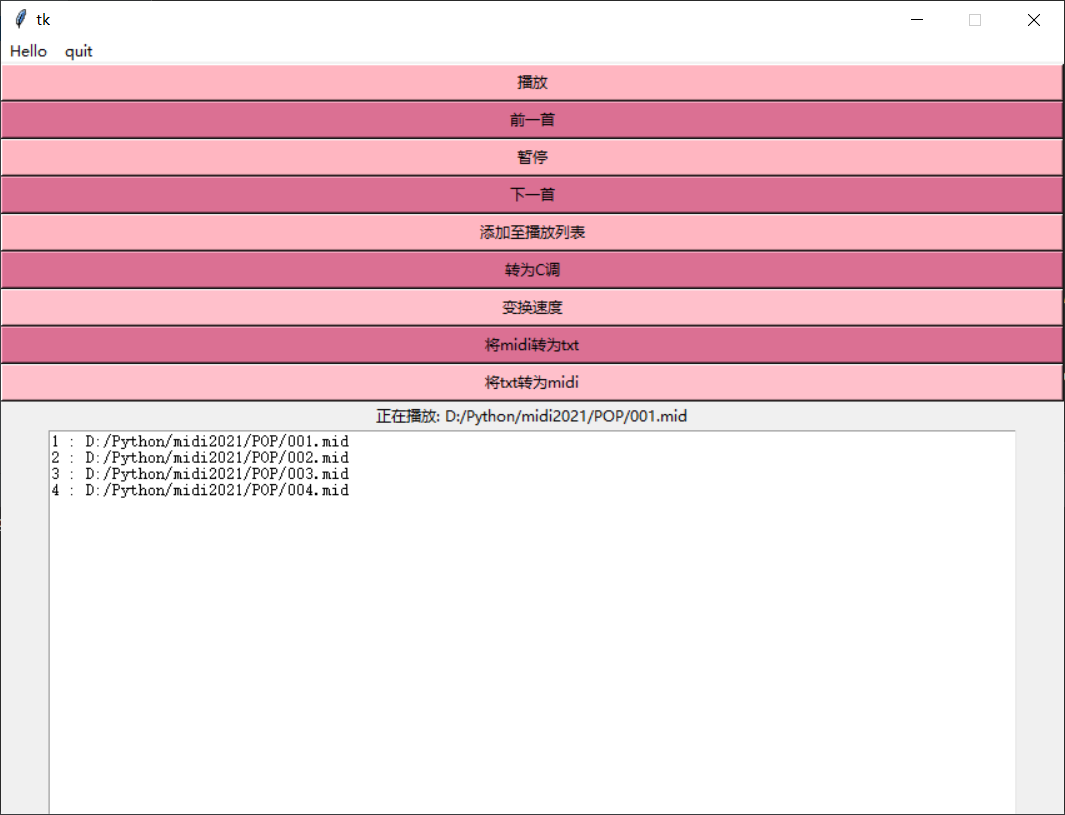 tk
Hello quit
播放
前一首
暂停
下一首
添加至播放列表
转为C调
变换速度
将midi转为txt
将txt转为midi
正在播放: D:/Python/midi2021/POP/001.mid
1 : D:/Python/midi2021/POP/001.mid
2 : D:/Python/midi2021/POP/002.mid
3 : D:/Python/midi2021/POP/003.mid
4 : D:/Python/midi2021/POP/004.mid